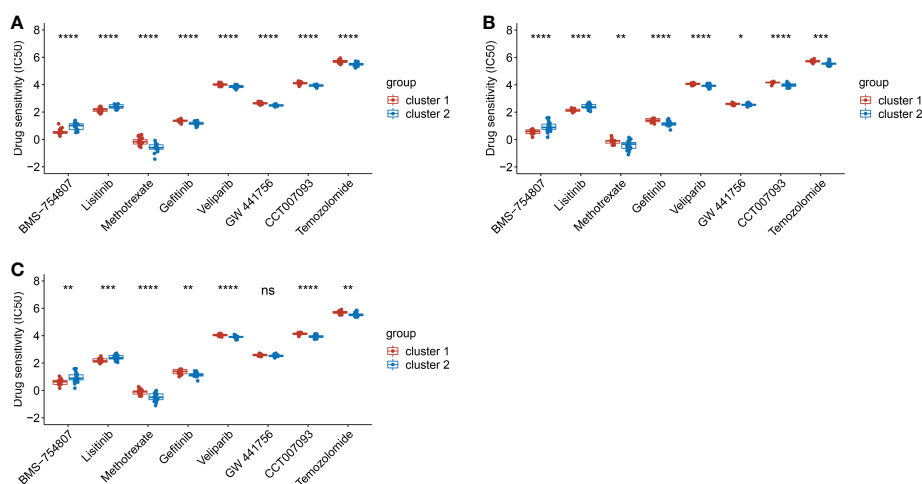 A
Drug sensitivity (IC50)
8
6
4
2
0
−2
**** **** **** **** **** **** **** ****
BMS−754807
Lisitinib
Methotrexate
Gefitinib
Veliparib
GW 441756
CCT007093
Temozolomide
group
cluster 1
cluster 2
B
Drug sensitivity (IC50)
8
6
4
2
0
−2
**** **** ** **** **** * **** ***
BMS−754807
Lisitinib
Methotrexate
Gefitinib
Veliparib
GW 441756
CCT007093
Temozolomide
group
cluster 1
cluster 2
C
Drug sensitivity (IC50)
8
6
4
2
0
−2
** *** **** ** **** ns **** **
BMS−754807
Lisitinib
Methotrexate
Gefitinib
Veliparib
GW 441756
CCT007093
Temozolomide
group
cluster 1
cluster 2